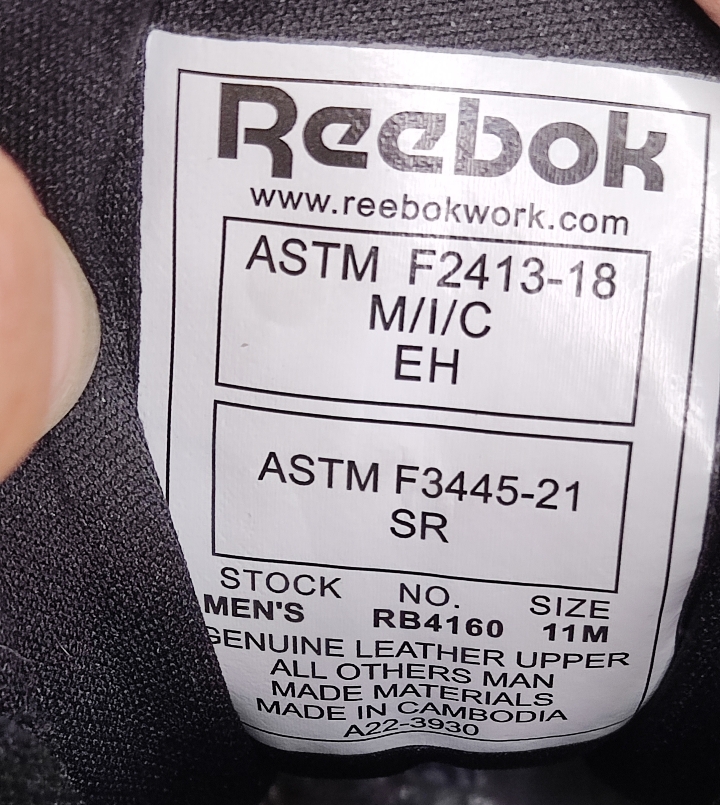 Reebok
www.reebokwork.com
ASTM F2413-18
M/I/C
EH
ASTM F3445-21
SR
STOCK NO. SIZE
MEN'S RB4160 11M
GENUINE LEATHER UPPER
ALL OTHERS MAN
MADE MATERIALS
MADE IN CAMBODIA
A22-3930